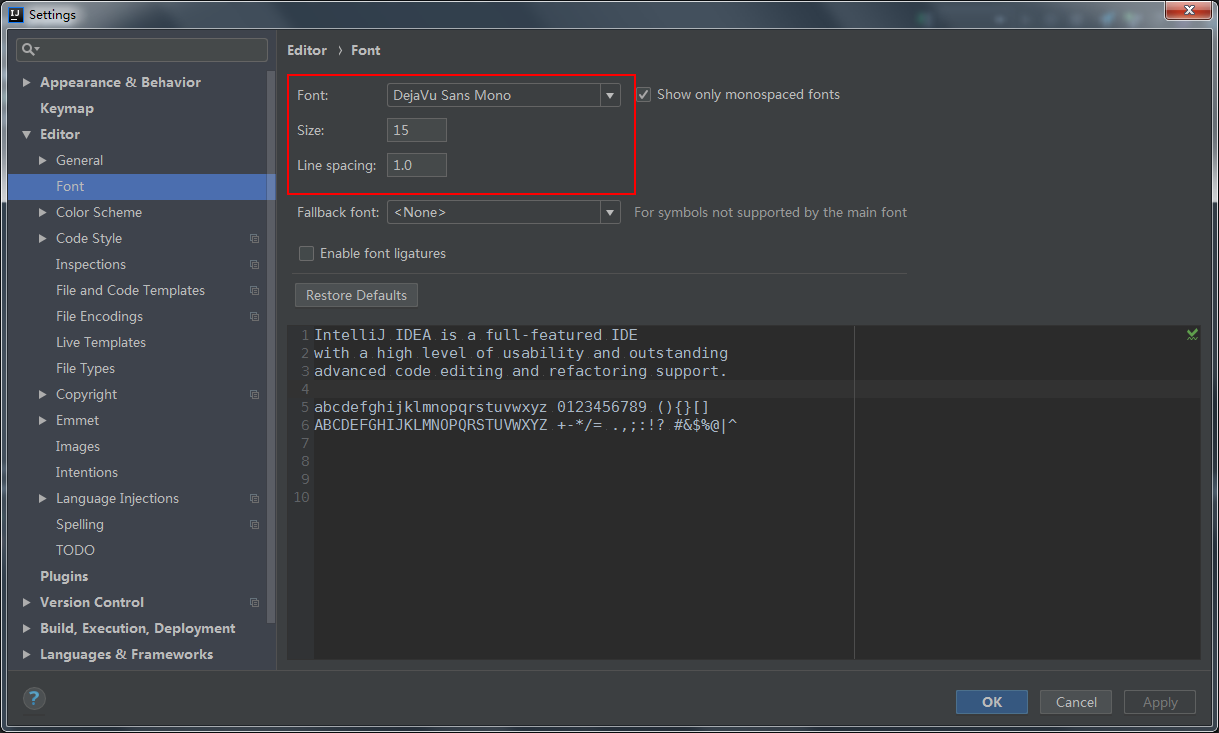 Settings
Appearance & Behavior
Keymap
Editor
General
Font
Color Scheme
Code Style
Inspections
File and Code Templates
File Encodings
Live Templates
File Types
Copyright
Emmet
Images
Intentions
Language Injections
Spelling
TODO
Plugins
Version Control
Build, Execution, Deployment
Languages & Frameworks
Editor › Font
Font: DejaVu Sans Mono Show only monospaced fonts
Size: 15
Line spacing: 1.0
Fallback font: <None> For symbols not supported by the main font
Enable font ligatures
Restore Defaults
1 IntelliJ IDEA is a full-featured IDE
2 with a high level of usability and outstanding
3 advanced code editing and refactoring support.
4
5 abcdefghijklmnopqrstuvwxyz 0123456789 (){}[]
6 ABCDEFGHIJKLMNOPQRSTUVWXYZ +-*/= .,;:!? #&$%@|^
7
8
9
10
? OK Cancel Apply